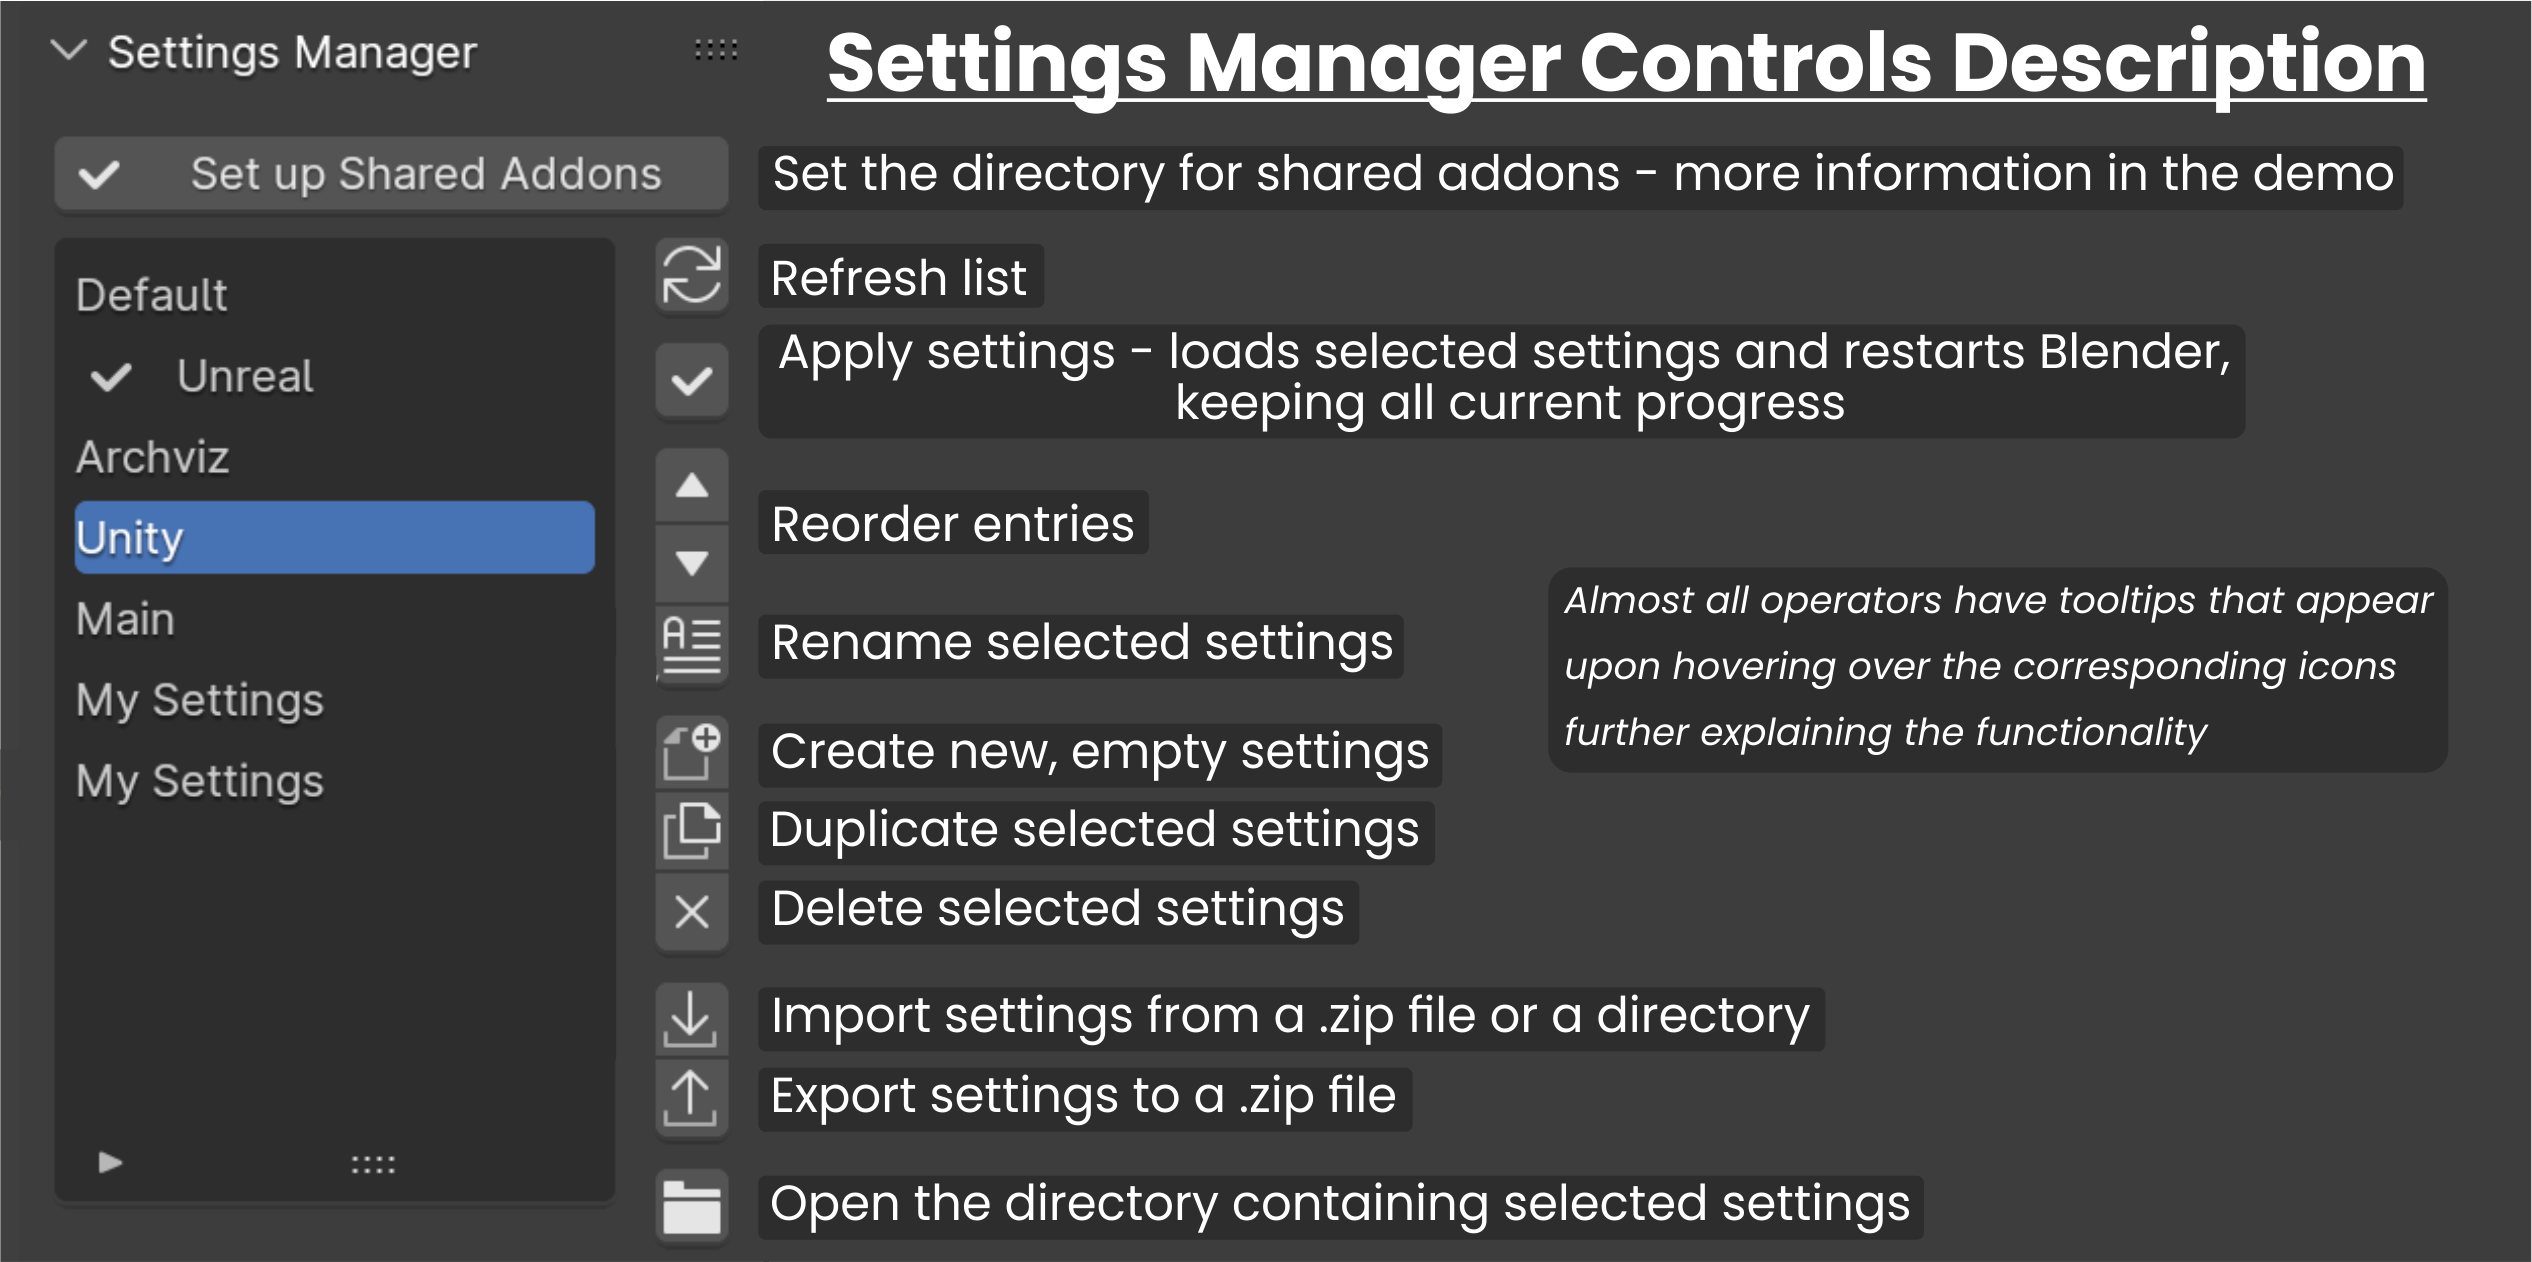 Settings Manager
Settings Manager Controls Description
Set up Shared Addons
Set the directory for shared addons - more information in the demo
Default
Unreal
Archviz
Unity
Main
My Settings
My Settings
Refresh list
Apply settings - loads selected settings and restarts Blender,
keeping all current progress
Reorder entries
Rename selected settings
Create new, empty settings
Duplicate selected settings
Delete selected settings
Import settings from a .zip file or a directory
Export settings to a .zip file
Open the directory containing selected settings
Almost all operators have tooltips that appear
upon hovering over the corresponding icons
further explaining the functionality